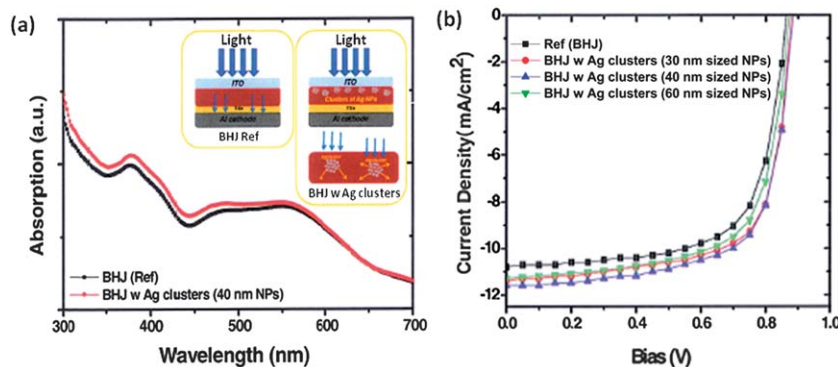 (a)
Light
ITO
TiOx
Al cathode
BHJ Ref
Light
ITO
Clusters of Ag NPs
Al cathode
BHJ w Ag clusters
Absorption (a.u.)
BHJ (Ref)
BHJ w Ag clusters (40 nm NPs)
300 400 500 600 700
Wavelength (nm)
(b)
Current Density(mA/cm²)
0
-2
-4
-6
-8
-10
-12
Ref (BHJ)
BHJ w Ag clusters (30 nm sized NPs)
BHJ w Ag clusters (40 nm sized NPs)
BHJ w Ag clusters (60 nm sized NPs)
0.0 0.2 0.4 0.6 0.8 1.0
Bias (V)